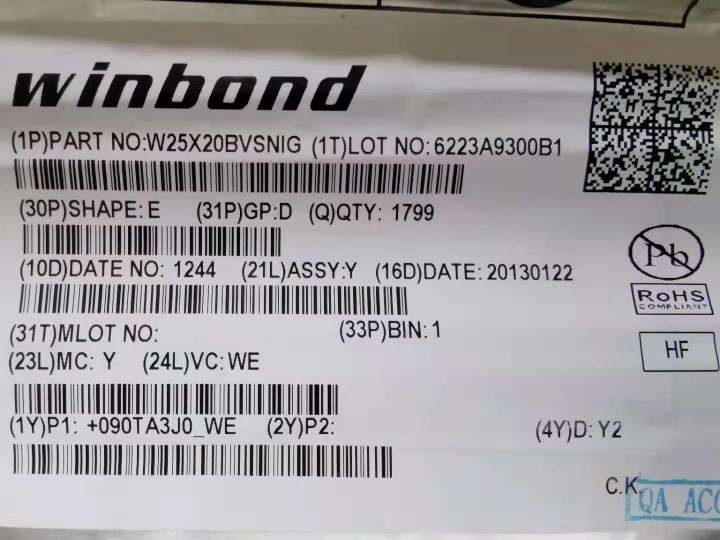 winbond
(1P)PART NO:W25X20BVSNIG (1T)LOT NO: 6223A9300B1
(30P)SHAPE: E (31P)GP:D (Q)QTY: 1799
Pb
(10D)DATE NO: 1244 (21L)ASSY:Y (16D)DATE: 20130122
RoHS
COMPLIANT
(31T)MLOT NO: (33P)BIN: 1
HF
(23L)MC: Y (24L)VC: WE
(1Y)P1: +090TA3J0_WE (2Y)P2: (4Y)D: Y2
C.K.
QA